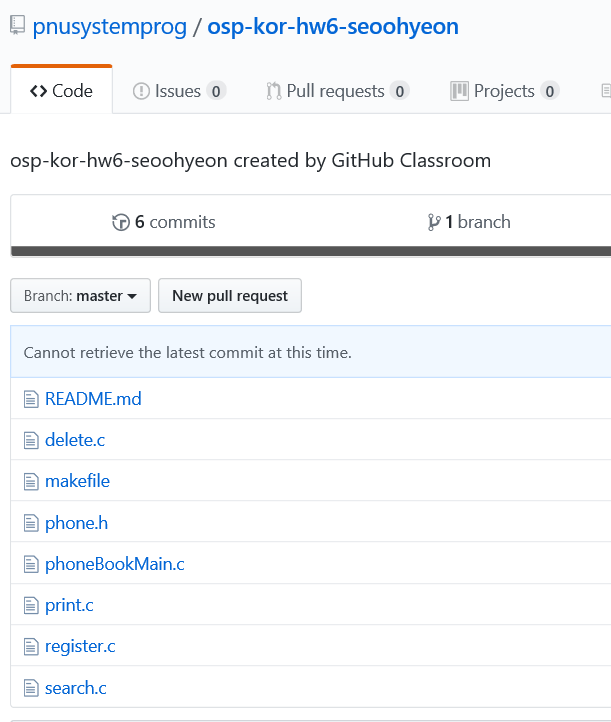 pnusystemprog / osp-kor-hw6-seoohyeon
Code Issues 0 Pull requests 0 Projects 0
osp-kor-hw6-seoohyeon created by GitHub Classroom
6 commits 1 branch
Branch: master New pull request
Cannot retrieve the latest commit at this time.
README.md
delete.c
makefile
phone.h
phoneBookMain.c
print.c
register.c
search.c